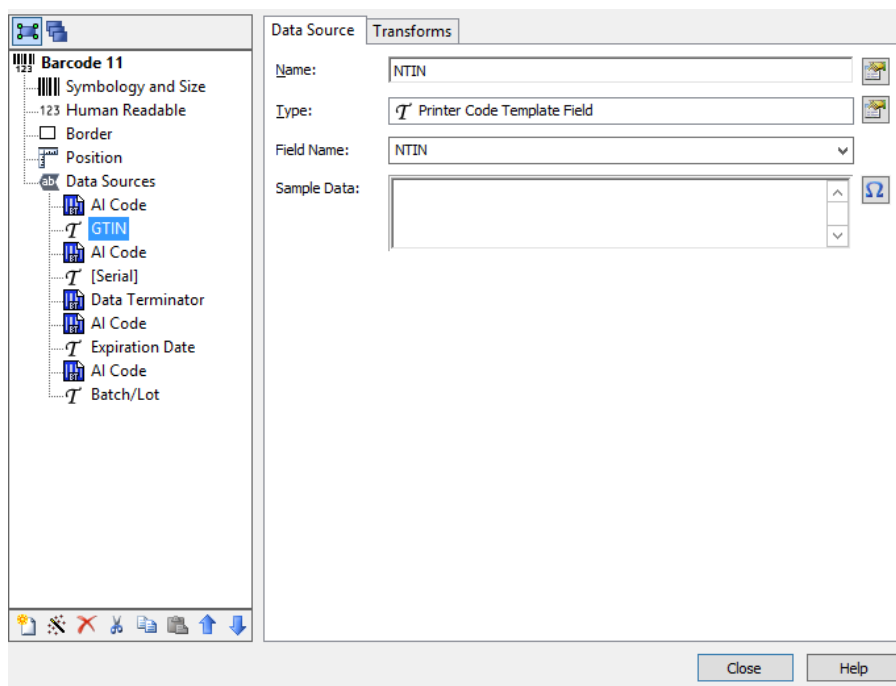 Barcode 11
Symbology and Size
123 Human Readable
Border
Position
Data Sources
AI Code
GTIN
AI Code
[Serial]
Data Terminator
AI Code
Expiration Date
AI Code
Batch/Lot
Data Source Transforms
Name: NTIN
Type: T Printer Code Template Field
Field Name: NTIN
Sample Data:
Close Help